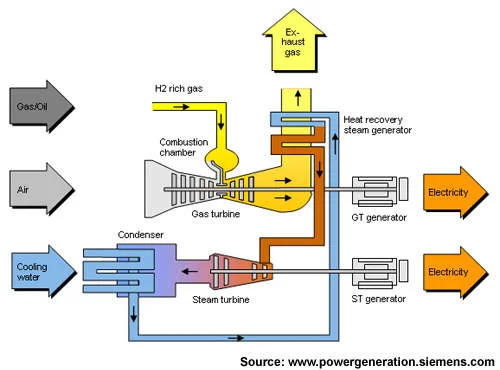 Ex-
haust
gas
H2 rich gas
Gas/Oil
Heat recovery
steam generator
Combustion
chamber
Air
Electricity
Gas turbine
GT generator
Condenser
Cooling
water
Electricity
Steam turbine
ST generator
Source: www.powergeneration.siemens.com